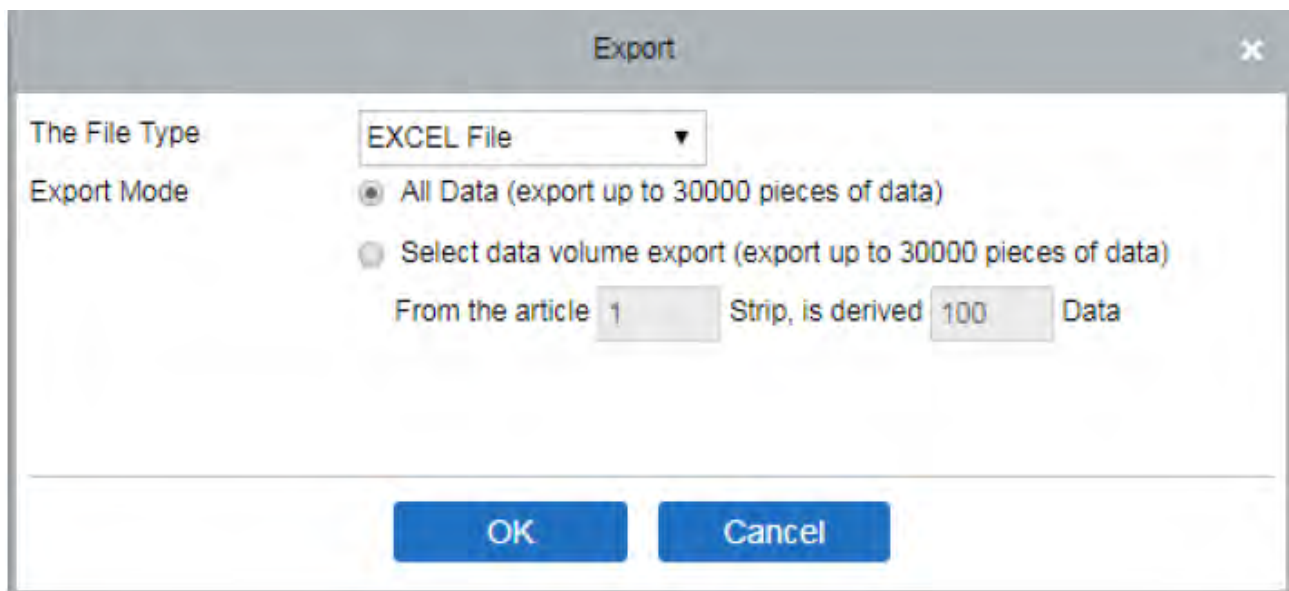 Export
The File Type EXCEL File
Export Mode All Data (export up to 30000 pieces of data)
Select data volume export (export up to 30000 pieces of data)
From the article 1 Strip, is derived 100 Data
OK Cancel